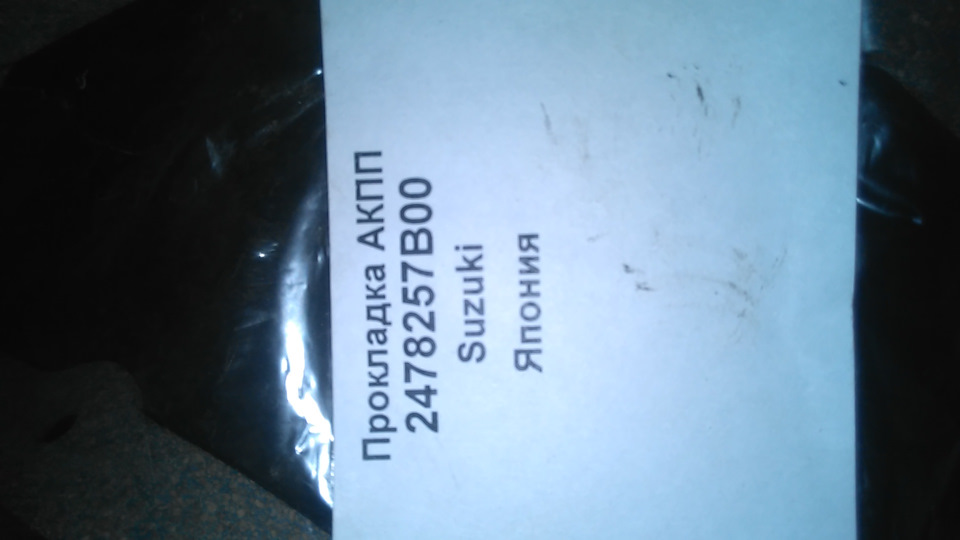 Прокладка АКПП
2478257B00
Suzuki
Япония